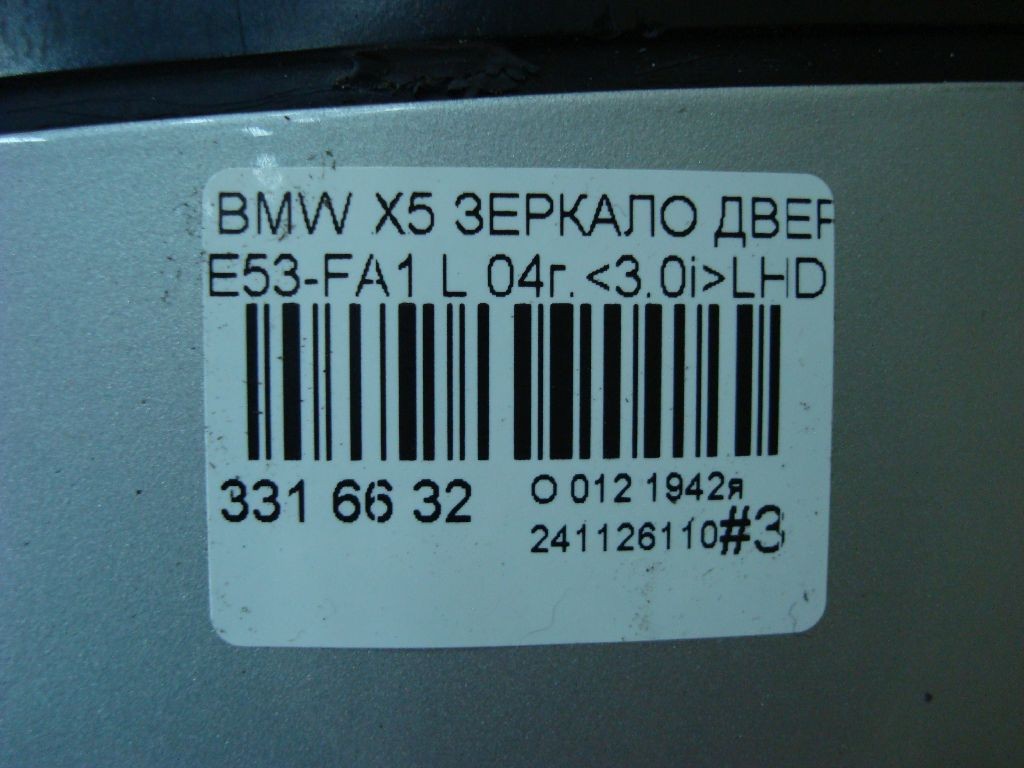 BMW X5 ЗЕРКАЛО ДВЕР
E53-FA1 L 04г.<3.0i>LHD
331 66 32
О 012 1942я
241126110#3